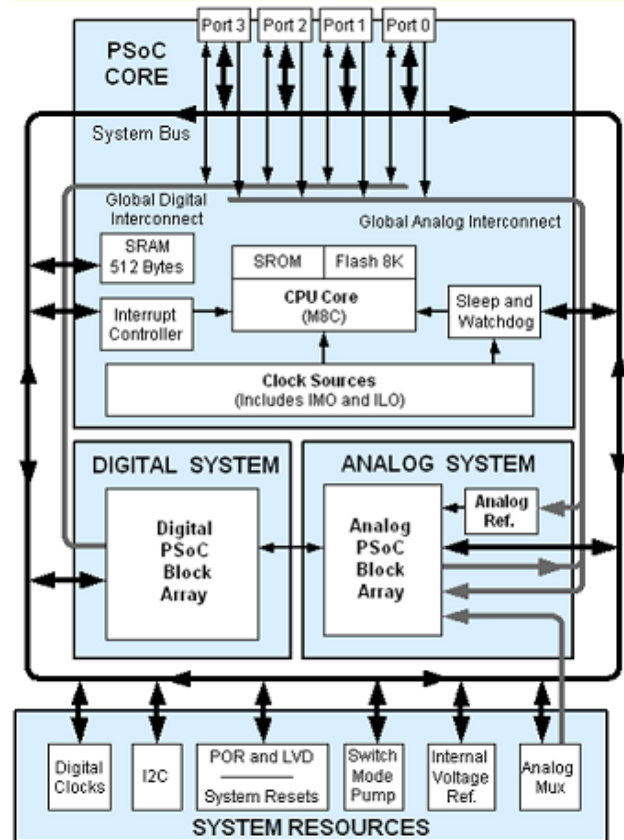 Port 3 Port 2 Port 1 Port 0
PSoC
CORE
System Bus
Global Digital
Interconnect
Global Analog Interconnect
SRAM
512 Bytes
SROM Flash 8K
CPU Core
(M8C)
Interrupt
Controller
Sleep and
Watchdog
Clock Sources
(Includes IMO and ILO)
DIGITAL SYSTEM
Digital
PSoC
Block
Array
ANALOG SYSTEM
Analog
PSoC
Block
Array
Analog
Ref.
Digital
Clocks
I2C
POR and LVD
System Resets
Switch
Mode
Pump
Internal
Voltage
Ref.
Analog
Mux
SYSTEM RESOURCES